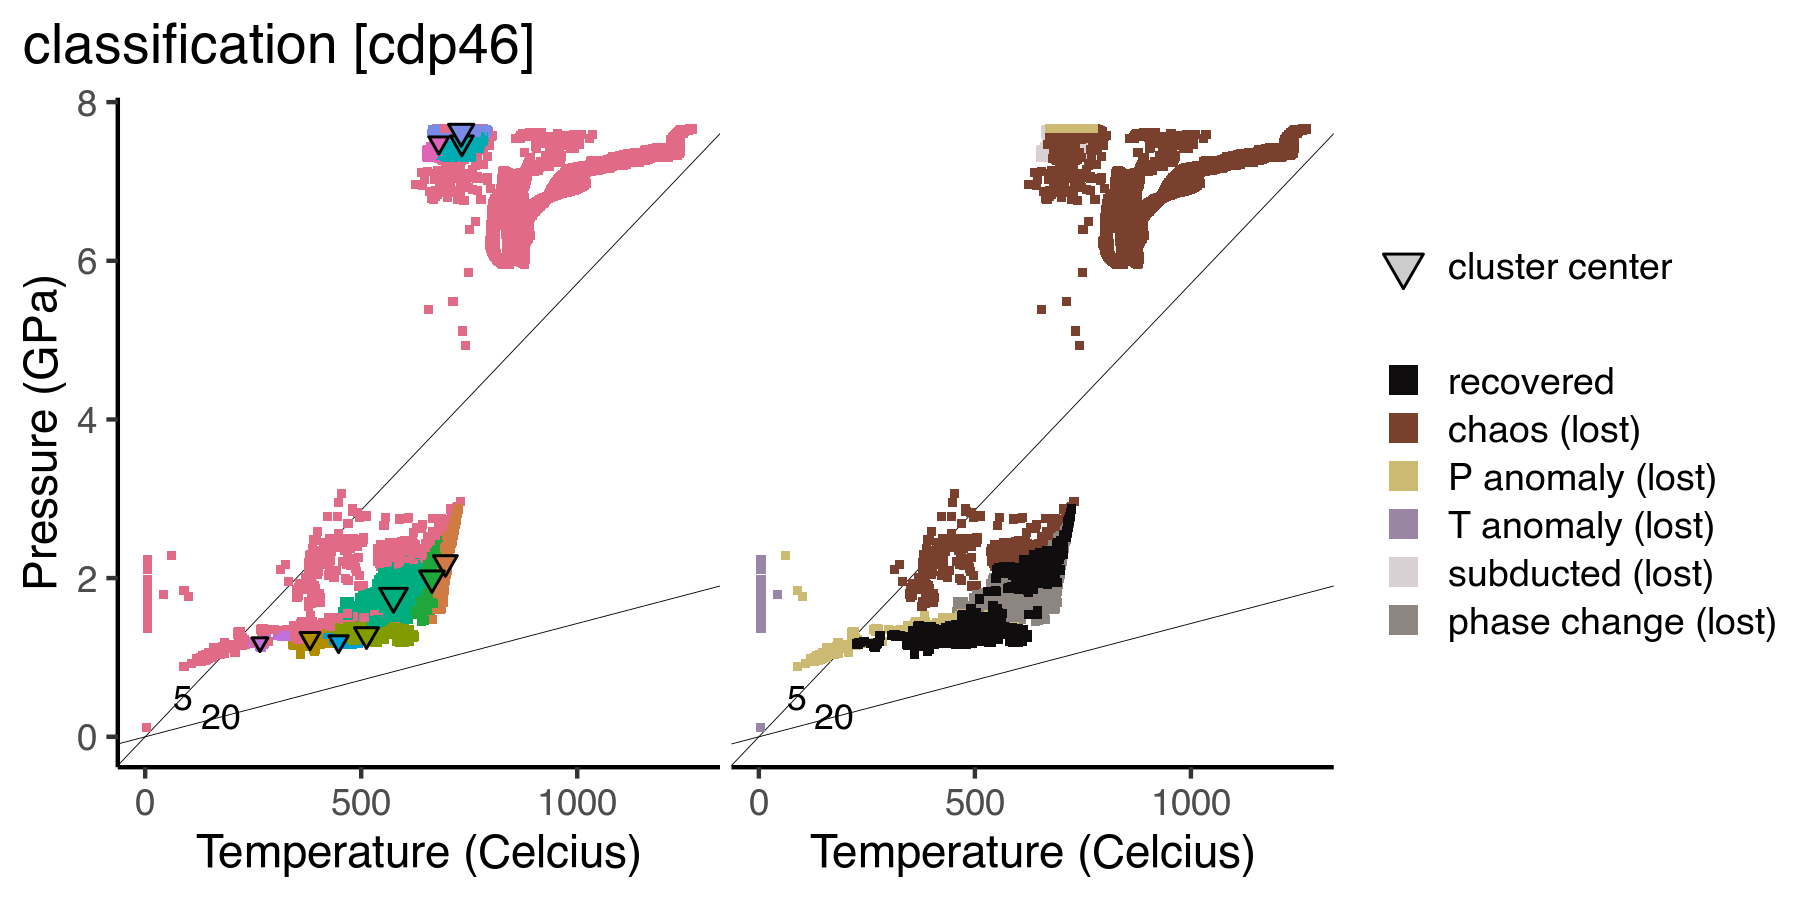 classification [cdp46]
Pressure (GPa)
8
6
4
2
0
5
20
0
500
1000
Temperature (Celcius)
5
20
0
500
1000
Temperature (Celcius)
cluster center
recovered
chaos (lost)
P anomaly (lost)
T anomaly (lost)
subducted (lost)
phase change (lost)